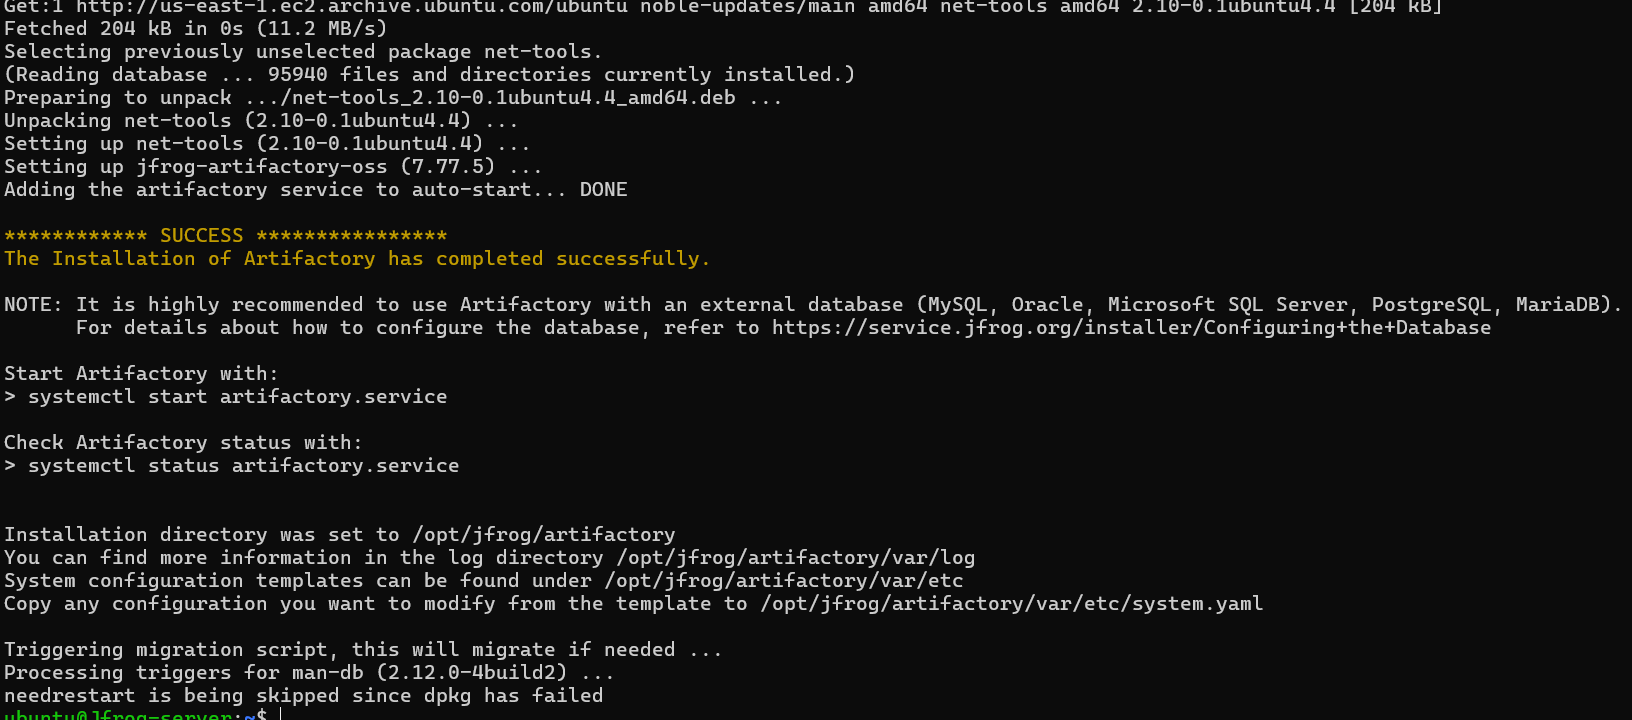 Get:1 http://us-east-1.ec2.archive.ubuntu.com/ubuntu noble-updates/main amd64 net-tools amd64 2.10-0.1ubuntu4.4 [204 kB]
Fetched 204 kB in 0s (11.2 MB/s)
Selecting previously unselected package net-tools.
(Reading database ... 95940 files and directories currently installed.)
Preparing to unpack .../net-tools_2.10-0.1ubuntu4.4_amd64.deb ...
Unpacking net-tools (2.10-0.1ubuntu4.4) ...
Setting up net-tools (2.10-0.1ubuntu4.4) ...
Setting up jfrog-artifactory-oss (7.77.5) ...
Adding the artifactory service to auto-start... DONE
************ SUCCESS ****************
The Installation of Artifactory has completed successfully.
NOTE: It is highly recommended to use Artifactory with an external database (MySQL, Oracle, Microsoft SQL Server, PostgreSQL, MariaDB).
For details about how to configure the database, refer to https://service.jfrog.org/installer/Configuring+the+Database
Start Artifactory with:
> systemctl start artifactory.service
Check Artifactory status with:
> systemctl status artifactory.service
Installation directory was set to /opt/jfrog/artifactory
You can find more information in the log directory /opt/jfrog/artifactory/var/log
System configuration templates can be found under /opt/jfrog/artifactory/var/etc
Copy any configuration you want to modify from the template to /opt/jfrog/artifactory/var/etc/system.yaml
Triggering migration script, this will migrate if needed ...
Processing triggers for man-db (2.12.0-4build2) ...
needrestart is being skipped since dpkg has failed
ubuntu@Jfrog-server:~$